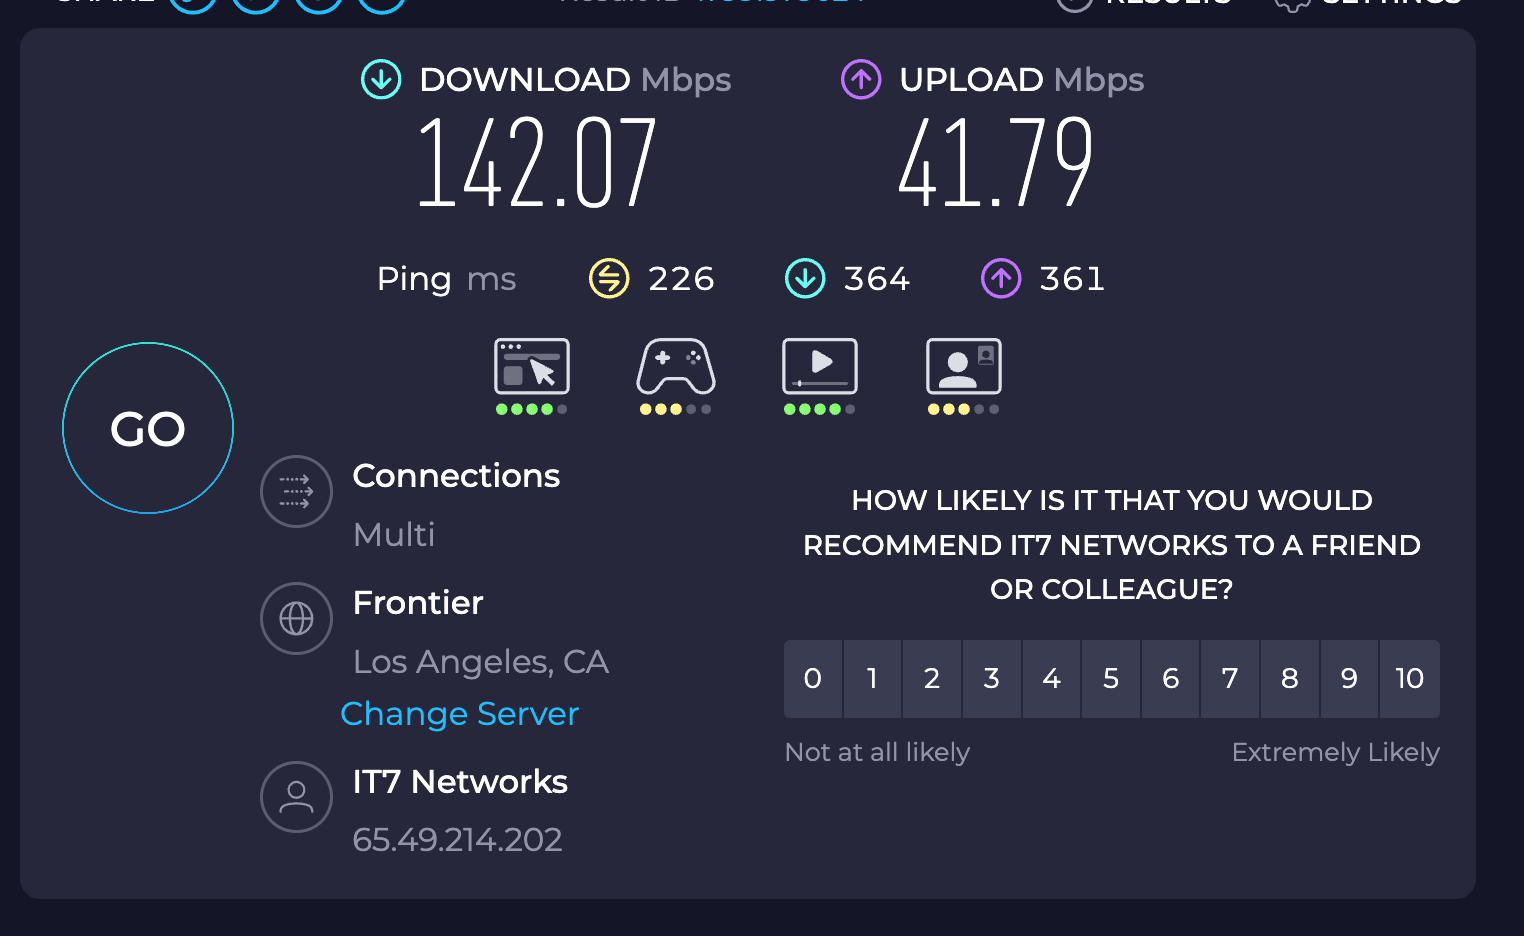 DOWNLOAD Mbps
142.07
UPLOAD Mbps
41.79
Ping ms 226 364 361
GO
Connections
Multi
Frontier
Los Angeles, CA
Change Server
IT7 Networks
65.49.214.202
HOW LIKELY IS IT THAT YOU WOULD
RECOMMEND IT7 NETWORKS TO A FRIEND
OR COLLEAGUE?
0 1 2 3 4 5 6 7 8 9 10
Not at all likely Extremely Likely